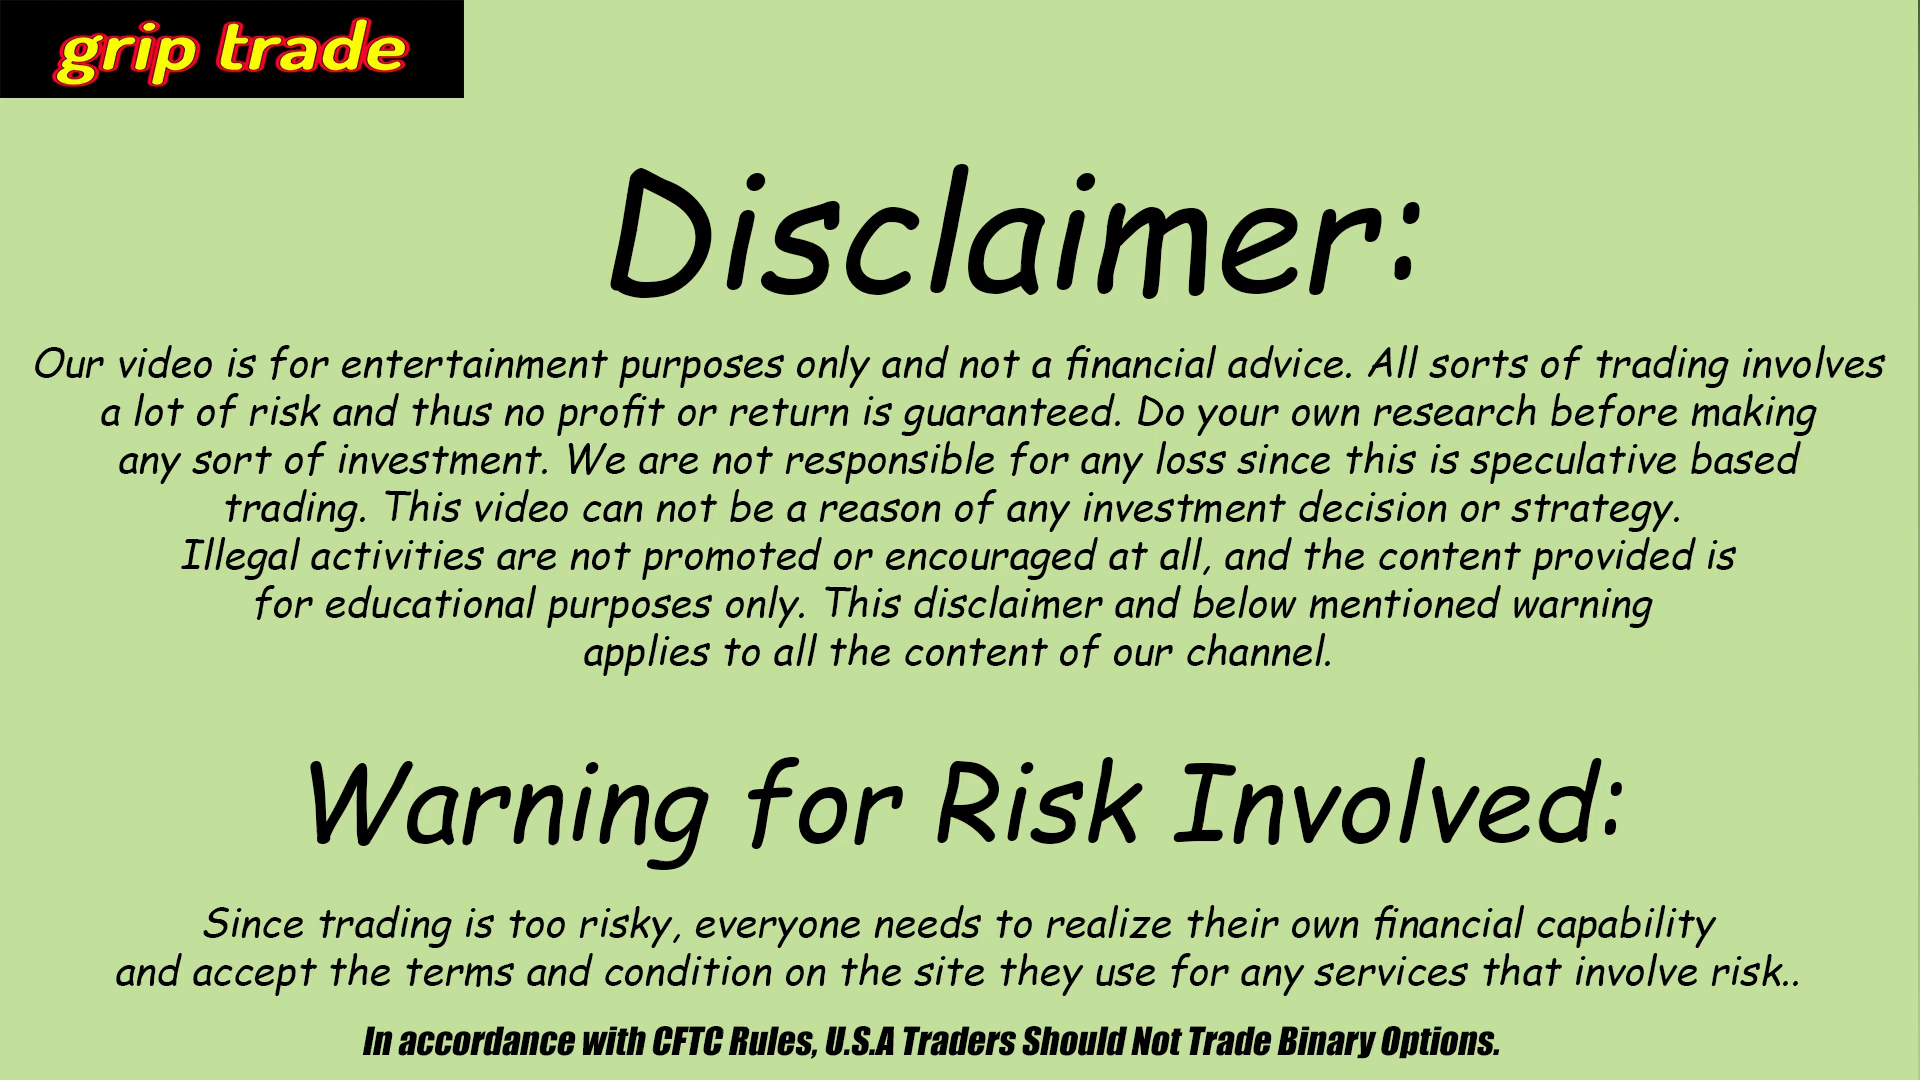 grip trade
Disclaimer:
Our video is for entertainment purposes only and not a financial advice. All sorts of trading involves
a lot of risk and thus no profit or return is guaranteed. Do your own research before making
any sort of investment. We are not responsible for any loss since this is speculative based
trading. This video can not be a reason of any investment decision or strategy.
Illegal activities are not promoted or encouraged at all, and the content provided is
for educational purposes only. This disclaimer and below mentioned warning
applies to all the content of our channel.
Warning for Risk Involved:
Since trading is too risky, everyone needs to realize their own financial capability
and accept the terms and condition on the site they use for any services that involve risk..
In accordance with CFTC Rules, U.S.A Traders Should Not Trade Binary Options.